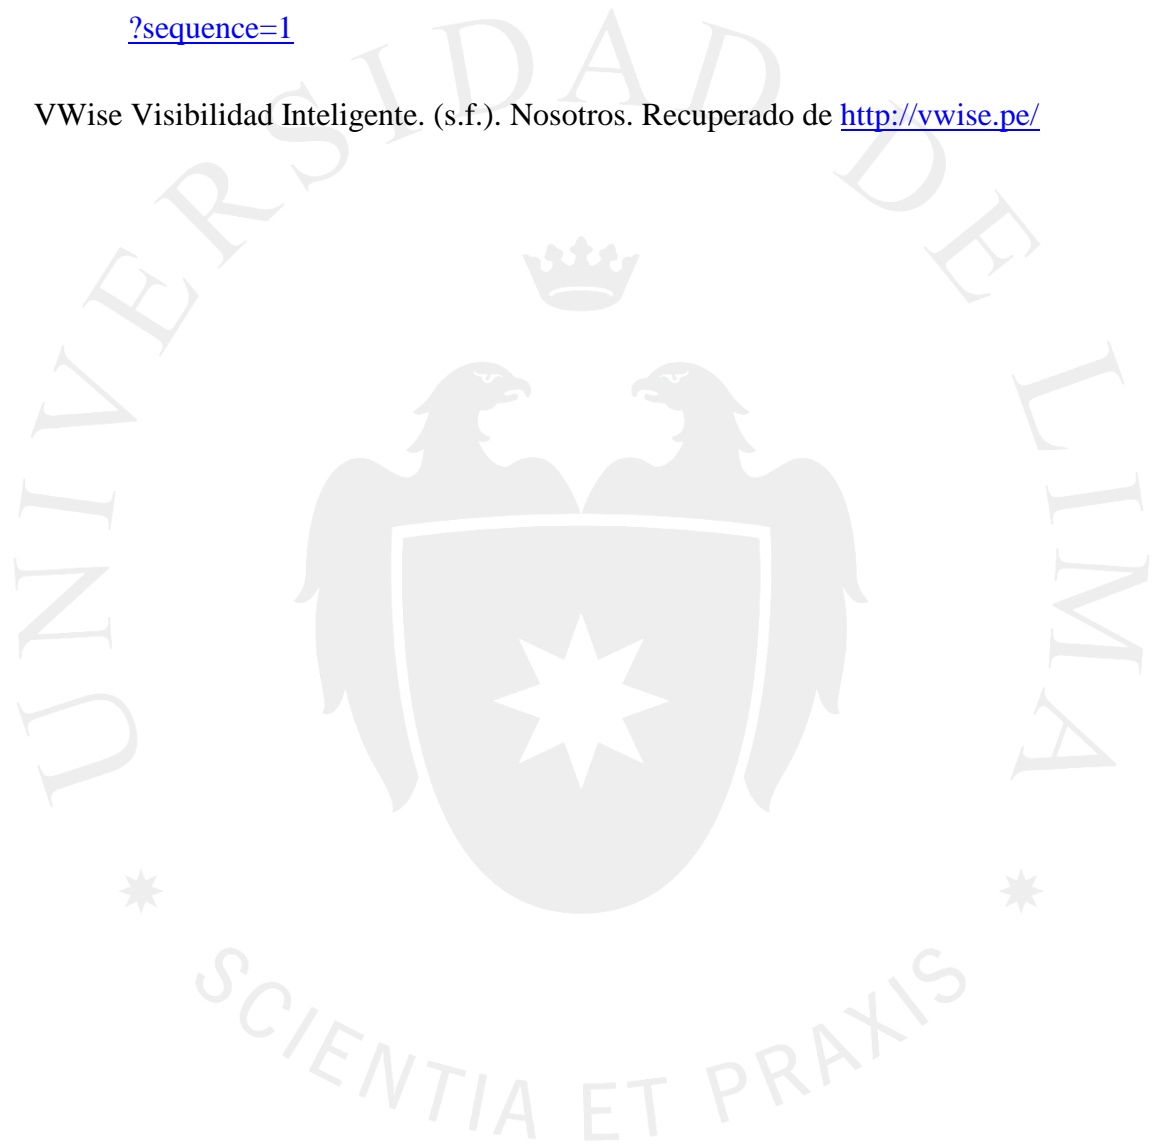 ?sequence=1
VWise Visibilidad Inteligente. (s.f.). Nosotros. Recuperado de http://vwise.pe/
UNIVERSIDAD DE LIMA
SCIENTIA ET PRAXIS